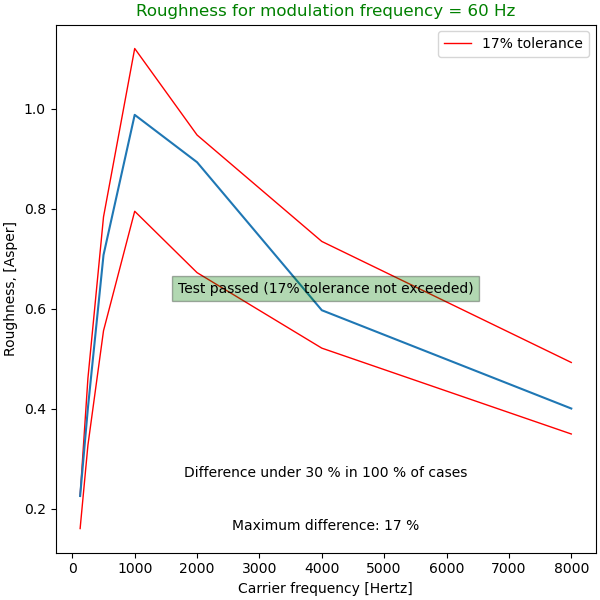 Roughness for modulation frequency = 60 Hz
17% tolerance
1.0
0.8
0.6
0.4
0.2
Roughness, [Asper]
Test passed (17% tolerance not exceeded)
Difference under 30 % in 100 % of cases
Maximum difference: 17 %
0 1000 2000 3000 4000 5000 6000 7000 8000
Carrier frequency [Hertz]